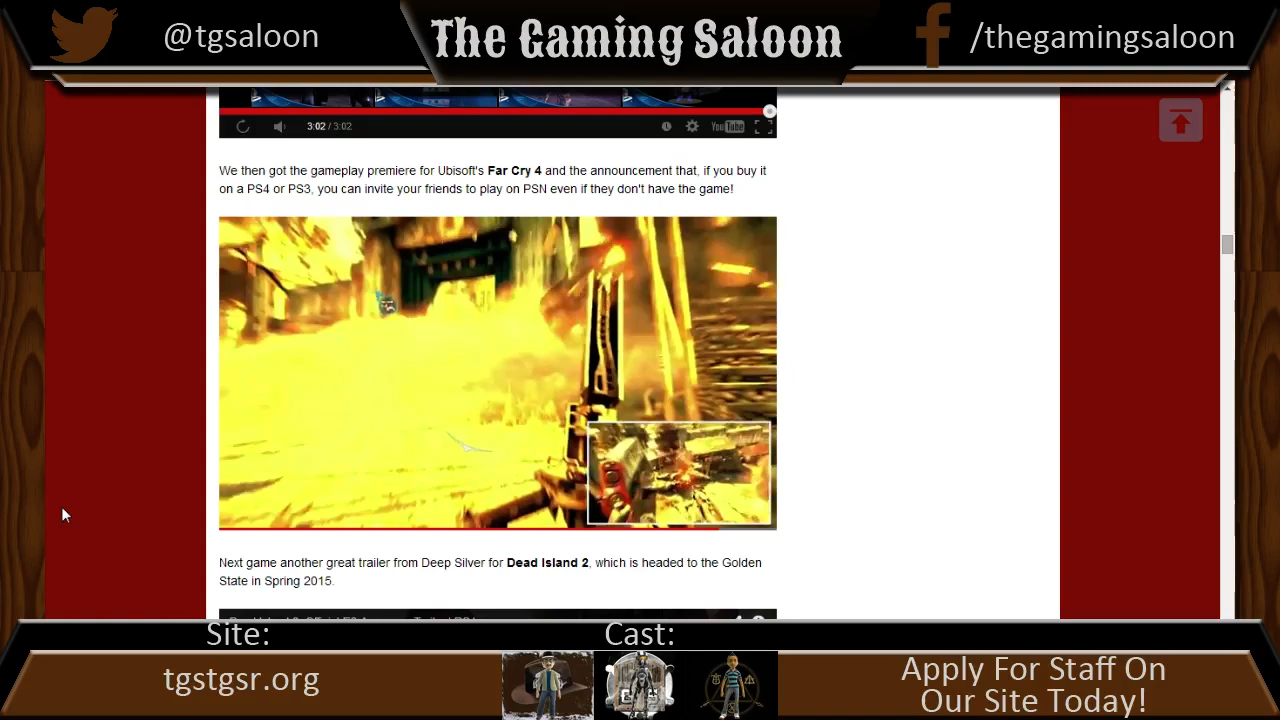 @tgsaloon
The Gaming Saloon
/thegamingsaloon
3:02 / 3:02
YouTube
We then got the gameplay premiere for Ubisoft's Far Cry 4 and the announcement that, if you buy it
on a PS4 or PS3, you can invite your friends to play on PSN even if they don't have the game!
Next game another great trailer from Deep Silver for Dead Island 2, which is headed to the Golden
State in Spring 2015.
Site:
Cast:
tgstgsr.org
Apply For Staff On
Our Site Today!